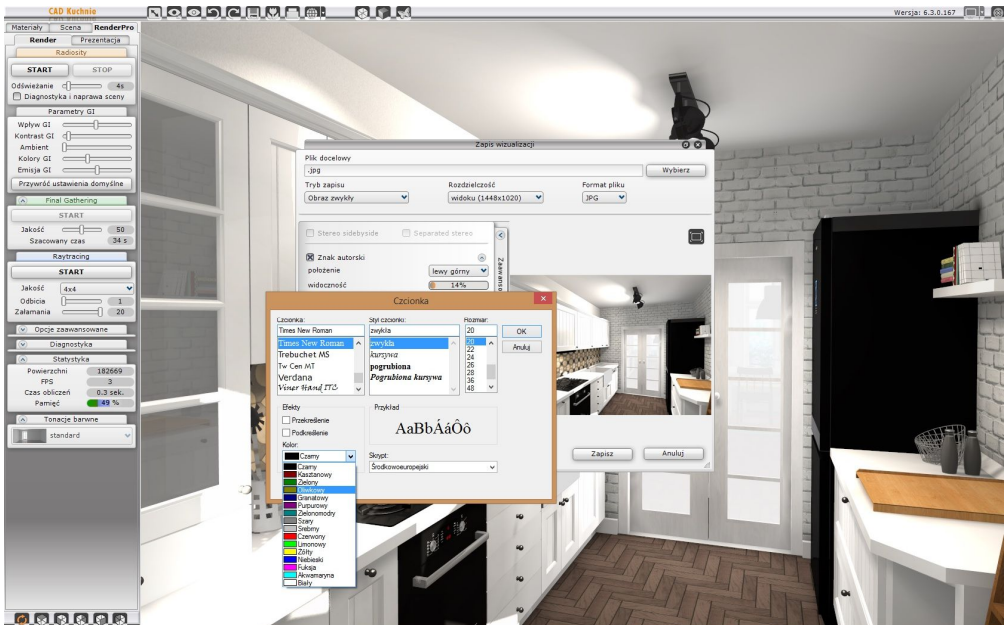 CAD Kuchnie
Wersja: 6.3.0.167
Materiały Scena RenderPro
Render Prezentacja
Radiosity
START STOP
Odświeżanie 4s
Diagnostyka i naprawa sceny
Parametry GI
Wpływ GI
Kontrast GI
Ambient
Kolory GI
Emisja GI
Przywróć ustawienia domyślne
Final Gathering
START
Jakość 50
Szacowany czas 34 s
Raytracing
START
Jakość 4x4
Odbicia 1
Załamania 20
Opcje zaawansowane
Diagnostyka
Statystyka
Powierzchni 182669
FPS 3
Czas obliczeń 0.3 sek.
Pamięć 49 %
Tonacje barwne
standard
Zapis wizualizacji
Plik docelowy
.jpg Wybierz
Tryb zapisu Rozdzielczość Format pliku
Obraz zwykły widoku (1448x1020) JPG
Stereo sidebyside Separated stereo
Znak autorski
położenie lewy górny
widoczność 14%
Zaawanso
Zapisz Anuluj
Czcionka
Czcionka: Styl czcionki: Rozmiar:
Times New Roman zwykła 20 OK
Times New Roman zwykła 20 Anuluj
Trebuchet MS kursywa 22
Tw Cen MT pogrubiona 24
Verdana Pogrubiona kursywa 26
Viner Hand ITC 28
36
48
Efekty Przykład
Przekreślenie
Podkreślenie
AaBbÁáÔô
Kolor:
Czarny
Skrypt:
Środkowoeuropejski
Czarny
Kasztanowy
Zielony
Oliwkowy
Granatowy
Purpurowy
Zielonomodry
Szary
Srebrny
Czerwony
Limonowy
Żółty
Niebieski
Fuksja
Akwamaryna
Biały